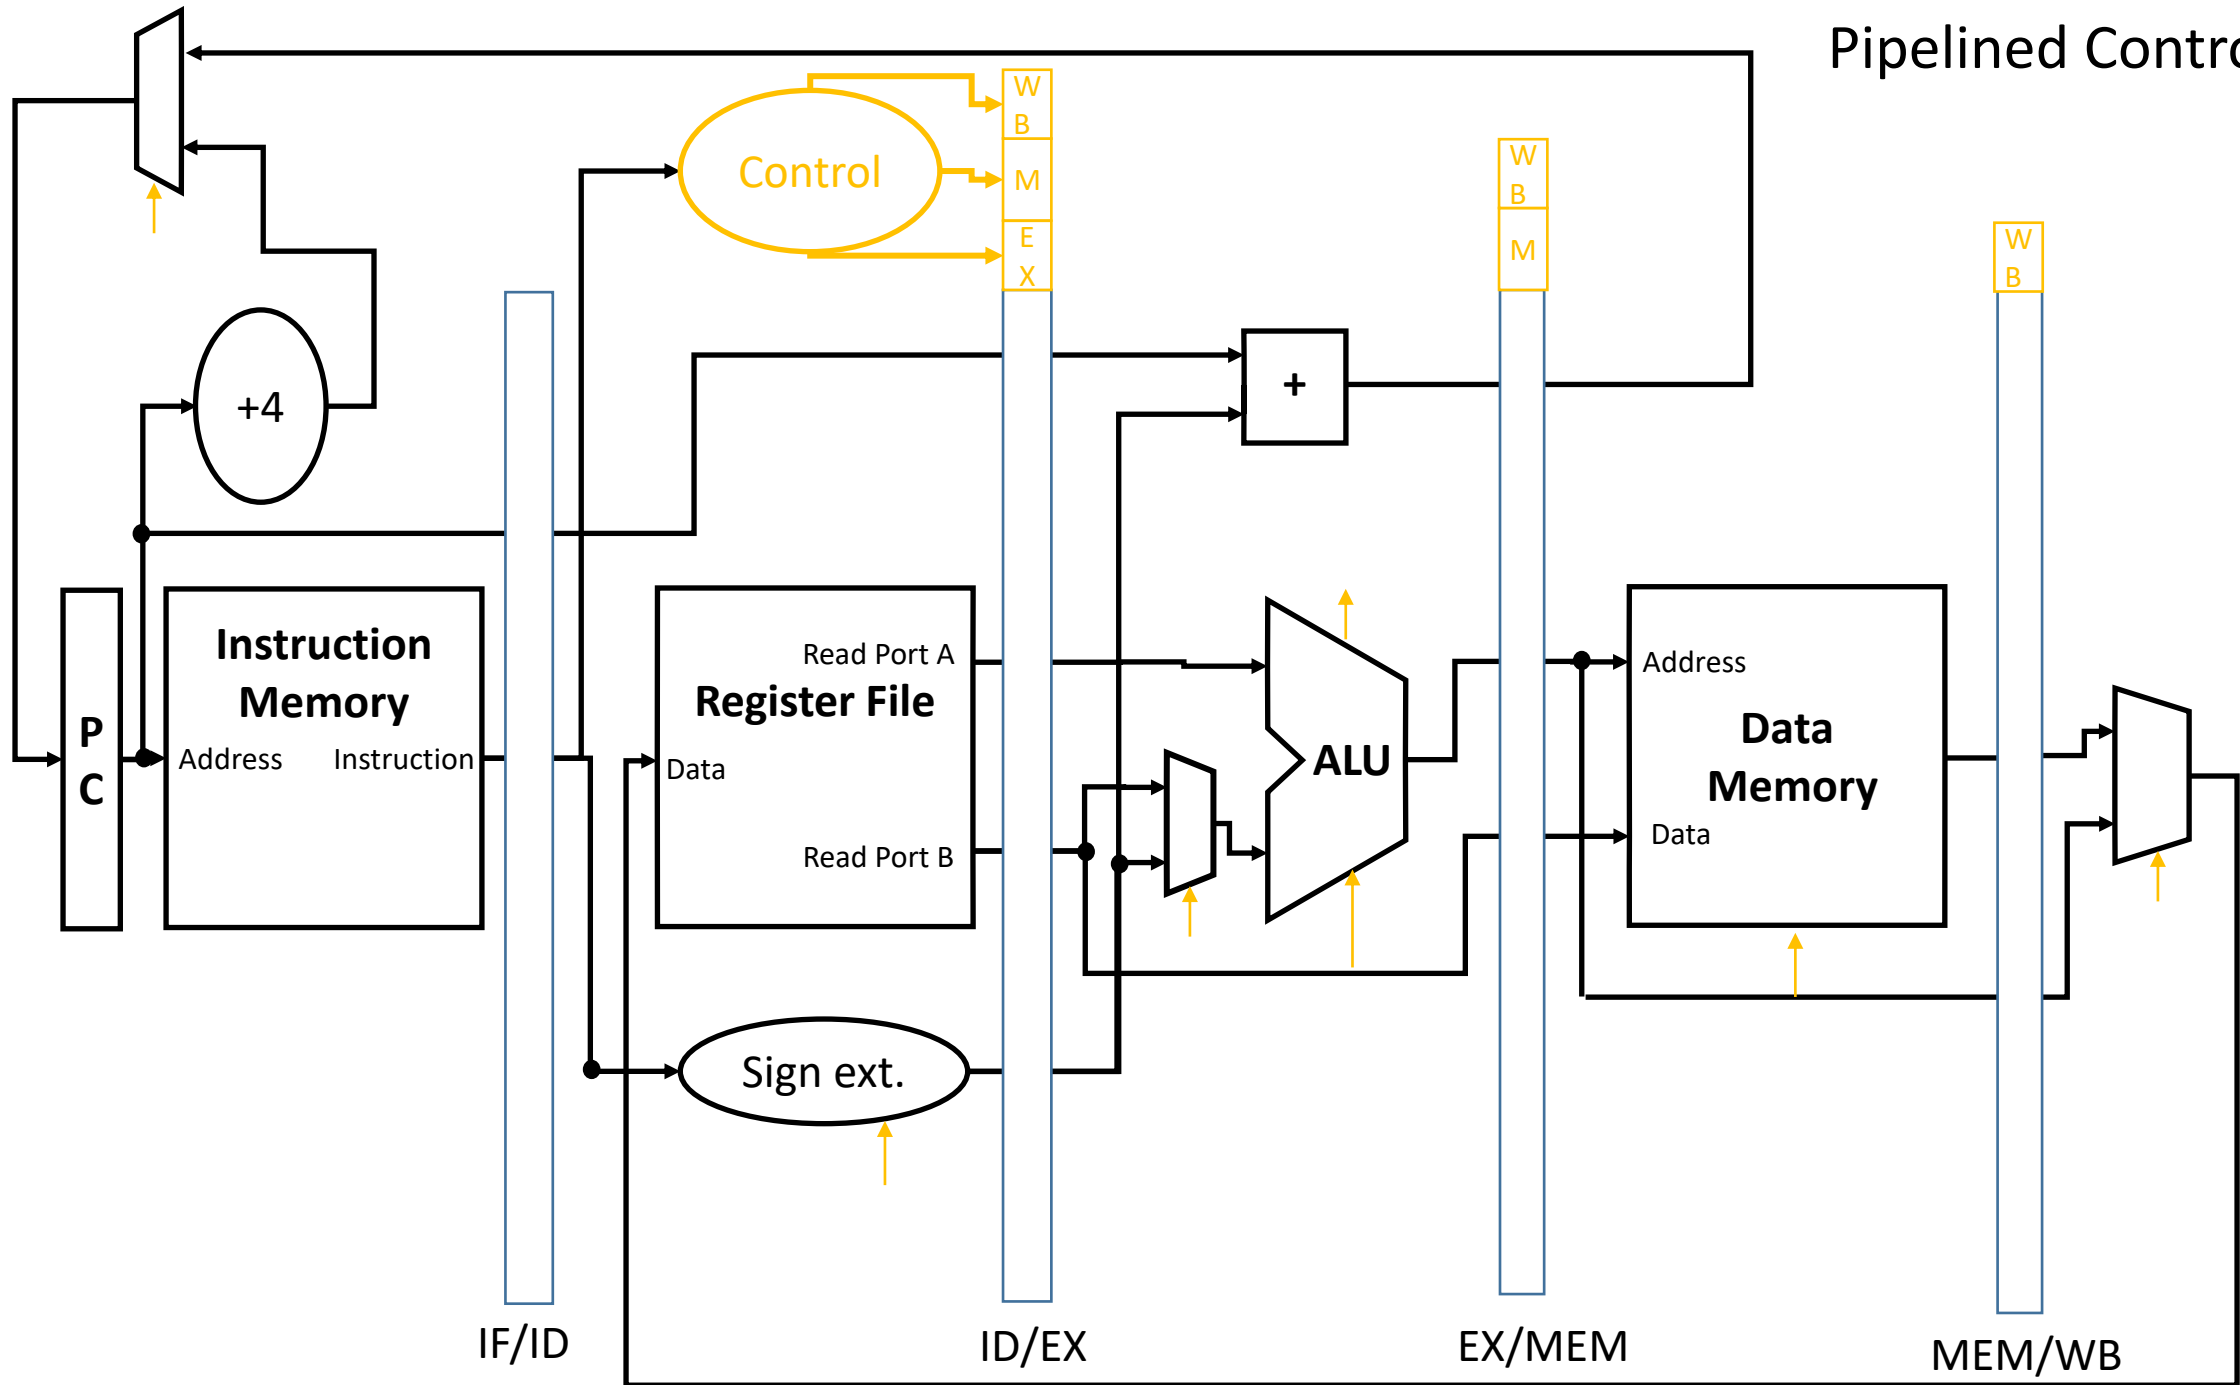 Pipelined Contro
W
B
M
E
X
Control
W
B
M
W
B
+4
+
P
C
Instruction
Memory
Address
Instruction
Read Port A
Register File
Data
Read Port B
ALU
Address
Data
Memory
Data
Sign ext.
IF/ID
ID/EX
EX/MEM
MEM/WB